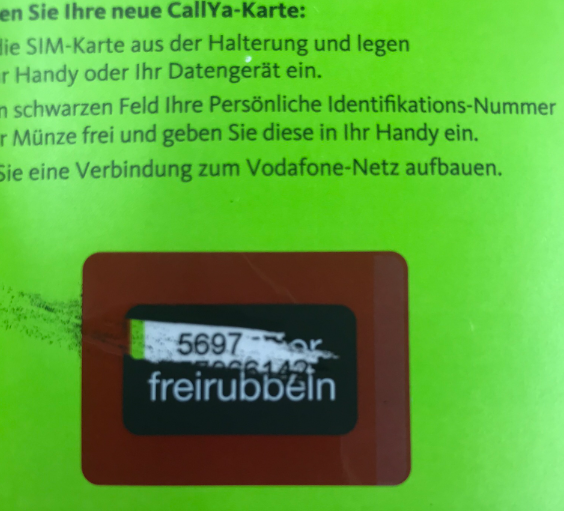 en Sie Ihre neue CallYa-Karte:
die SIM-Karte aus der Halterung und legen
r Handy oder Ihr Datengerät ein.
n schwarzen Feld Ihre Persönliche Identifikations-Nummer
r Münze frei und geben Sie diese in Ihr Handy ein.
Sie eine Verbindung zum Vodafone-Netz aufbauen.
5697
freirubbeln